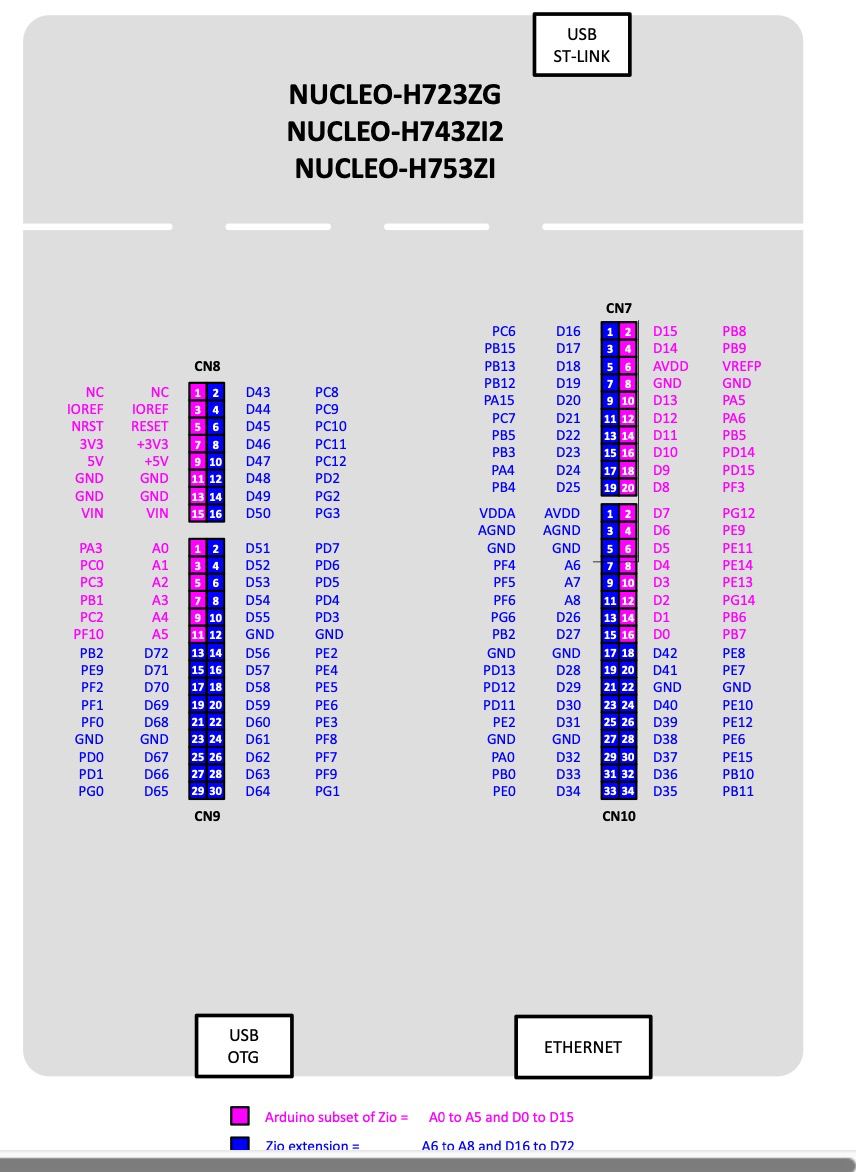 USB
ST-LINK
NUCLEO-H723ZG
NUCLEO-H743ZI2
NUCLEO-H753ZI
CN8
NC NC 1 2 D43 PC8
IOREF IOREF 3 4 D44 PC9
NRST RESET 5 6 D45 PC10
3V3 +3V3 7 8 D46 PC11
5V +5V 9 10 D47 PC12
GND GND 11 12 D48 PD2
GND GND 13 14 D49 PG2
VIN VIN 15 16 D50 PG3
PA3 A0 1 2 D51 PD7
PC0 A1 3 4 D52 PD6
PC3 A2 5 6 D53 PD5
PB1 A3 7 8 D54 PD4
PC2 A4 9 10 D55 PD3
PF10 A5 11 12 GND GND
PB2 D72 13 14 D56 PE2
PE9 D71 15 16 D57 PE4
PF2 D70 17 18 D58 PE5
PF1 D69 19 20 D59 PE6
PF0 D68 21 22 D60 PE3
GND GND 23 24 D61 PF8
PD0 D67 25 26 D62 PF7
PD1 D66 27 28 D63 PF9
PG0 D65 29 30 D64 PG1
CN9
CN7
PC6 D16 1 2 D15 PB8
PB15 D17 3 4 D14 PB9
PB13 D18 5 6 AVDD VREFP
PB12 D19 7 8 GND GND
PA15 D20 9 10 D13 PA5
PC7 D21 11 12 D12 PA6
PB5 D22 13 14 D11 PB5
PB3 D23 15 16 D10 PD14
PA4 D24 17 18 D9 PD15
PB4 D25 19 20 D8 PF3
VDDA AVDD 1 2 D7 PG12
AGND AGND 3 4 D6 PE9
GND GND 5 6 D5 PE11
PF4 A6 7 8 D4 PE14
PF5 A7 9 10 D3 PE13
PF6 A8 11 12 D2 PG14
PG6 D26 13 14 D1 PB6
PB2 D27 15 16 D0 PB7
GND GND 17 18 D42 PE8
PD13 D28 19 20 D41 PE7
PD12 D29 21 22 GND GND
PD11 D30 23 24 D40 PE10
PE2 D31 25 26 D39 PE12
GND GND 27 28 D38 PE6
PA0 D32 29 30 D37 PE15
PB0 D33 31 32 D36 PB10
PE0 D34 33 34 D35 PB11
CN10
USB
OTG
ETHERNET
Arduino subset of Zio = A0 to A5 and D0 to D15
Zio extension = A6 to A8 and D16 to D72